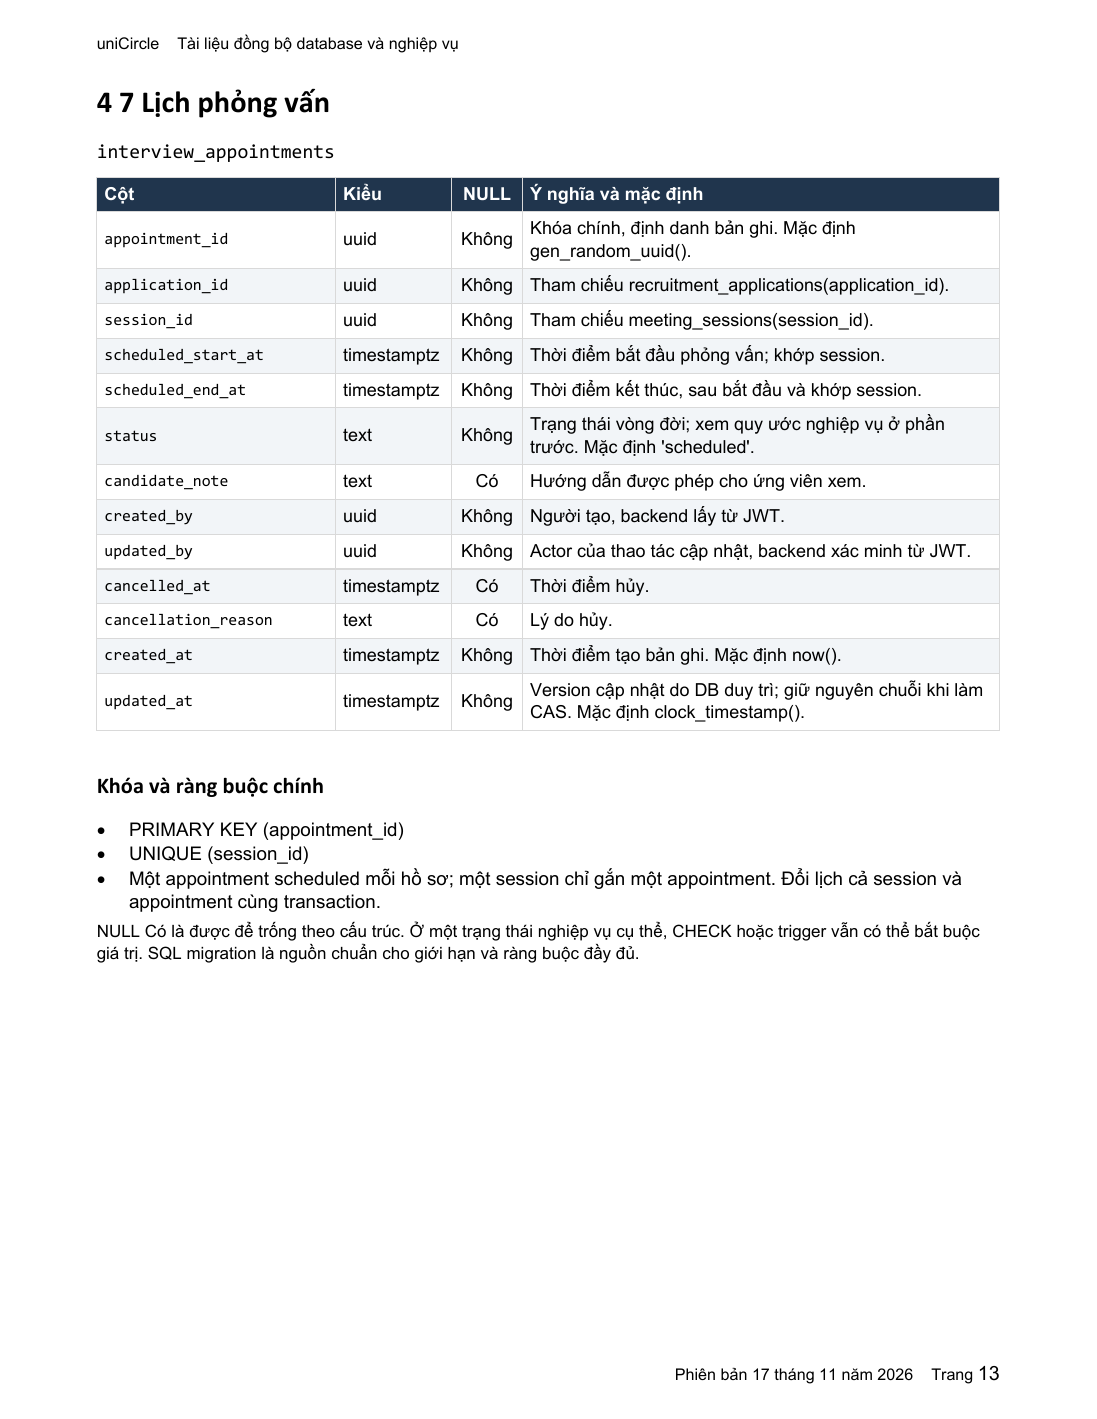 uniCircle Tài liệu đồng bộ database và nghiệp vụ
4 7 Lịch phỏng vấn
interview_appointments
Cột Kiểu NULL Ý nghĩa và mặc định
appointment_id uuid Không Khóa chính, định danh bản ghi. Mặc định
gen_random_uuid().
application_id uuid Không Tham chiếu recruitment_applications(application_id).
session_id uuid Không Tham chiếu meeting_sessions(session_id).
scheduled_start_at timestamptz Không Thời điểm bắt đầu phỏng vấn; khớp session.
scheduled_end_at timestamptz Không Thời điểm kết thúc, sau bắt đầu và khớp session.
status text Không Trạng thái vòng đời; xem quy ước nghiệp vụ ở phần
trước. Mặc định 'scheduled'.
candidate_note text Có Hướng dẫn được phép cho ứng viên xem.
created_by uuid Không Người tạo, backend lấy từ JWT.
updated_by uuid Không Actor của thao tác cập nhật, backend xác minh từ JWT.
cancelled_at timestamptz Có Thời điểm hủy.
cancellation_reason text Có Lý do hủy.
created_at timestamptz Không Thời điểm tạo bản ghi. Mặc định now().
updated_at timestamptz Không Version cập nhật do DB duy trì; giữ nguyên chuỗi khi làm
CAS. Mặc định clock_timestamp().
Khóa và ràng buộc chính
• PRIMARY KEY (appointment_id)
• UNIQUE (session_id)
• Một appointment scheduled mỗi hồ sơ; một session chỉ gắn một appointment. Đổi lịch cả session và
appointment cùng transaction.
NULL Có là được để trống theo cấu trúc. Ở một trạng thái nghiệp vụ cụ thể, CHECK hoặc trigger vẫn có thể bắt buộc
giá trị. SQL migration là nguồn chuẩn cho giới hạn và ràng buộc đầy đủ.
Phiên bản 17 tháng 11 năm 2026 Trang 13